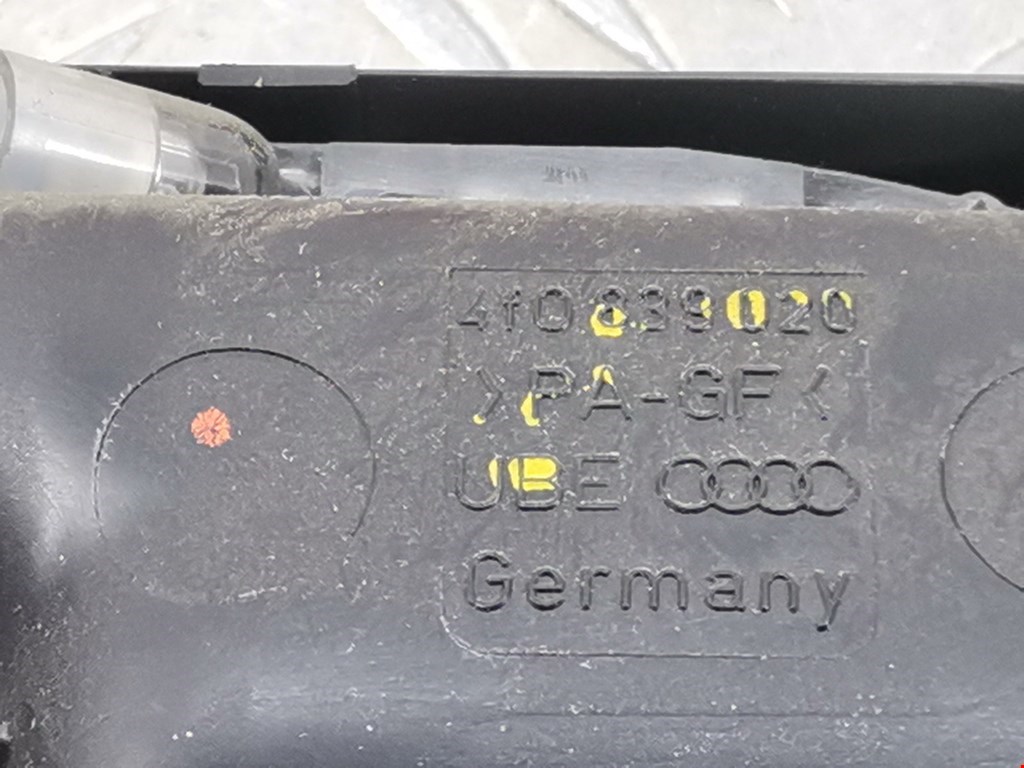 4f0839020
>PA-GF<
UBE
Germany